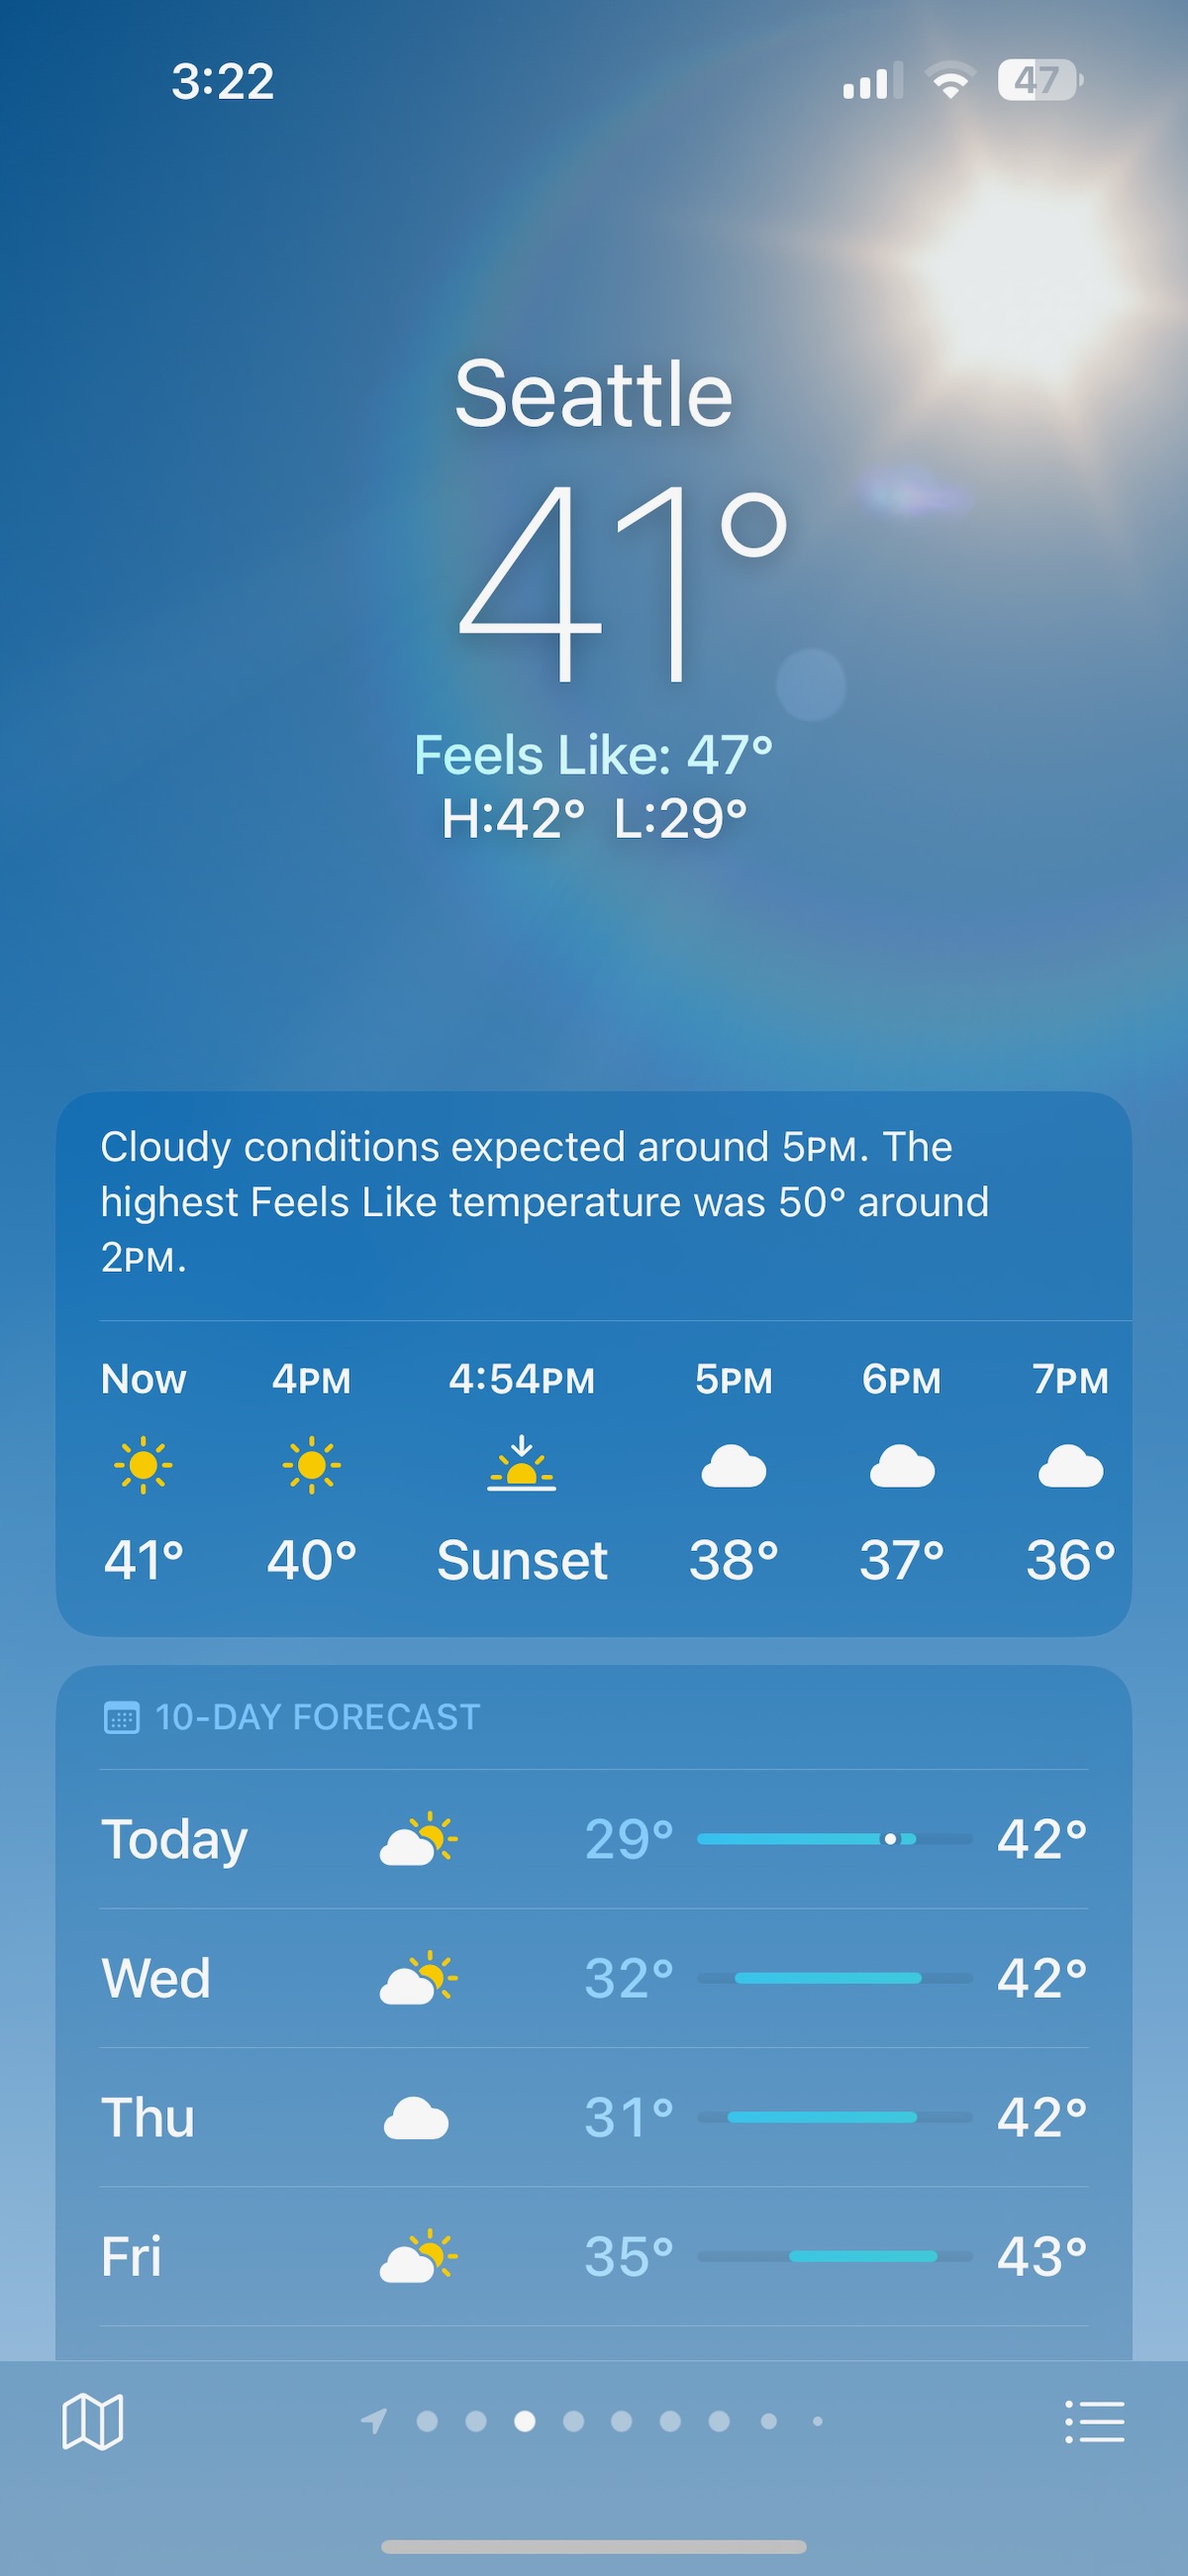 3:22
47
Seattle
41°
Feels Like: 47°
H:42° L:29°
Cloudy conditions expected around 5PM. The
highest Feels Like temperature was 50° around
2PM.
Now 4PM 4:54PM 5PM 6PM 7PM
41° 40° Sunset 38° 37° 36°
10-DAY FORECAST
Today 29° 42°
Wed 32° 42°
Thu 31° 42°
Fri 35° 43°